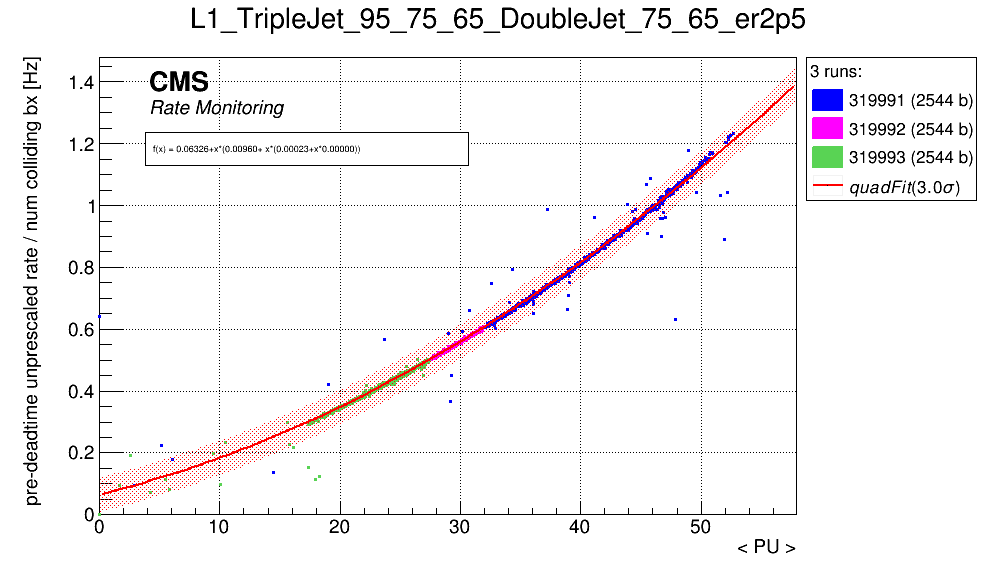 L1_TripleJet_95_75_65_DoubleJet_75_65_er2p5
pre-deadtime unprescaled rate / num colliding bx [Hz]
CMS
Rate Monitoring
f(x) = 0.06326+x*(0.00960+ x*(0.00023+x*0.00000))
3 runs:
319991 (2544 b)
319992 (2544 b)
319993 (2544 b)
quadFit(3.0σ)
1.4
1.2
1
0.8
0.6
0.4
0.2
0
0 10 20 30 40 50
< PU >